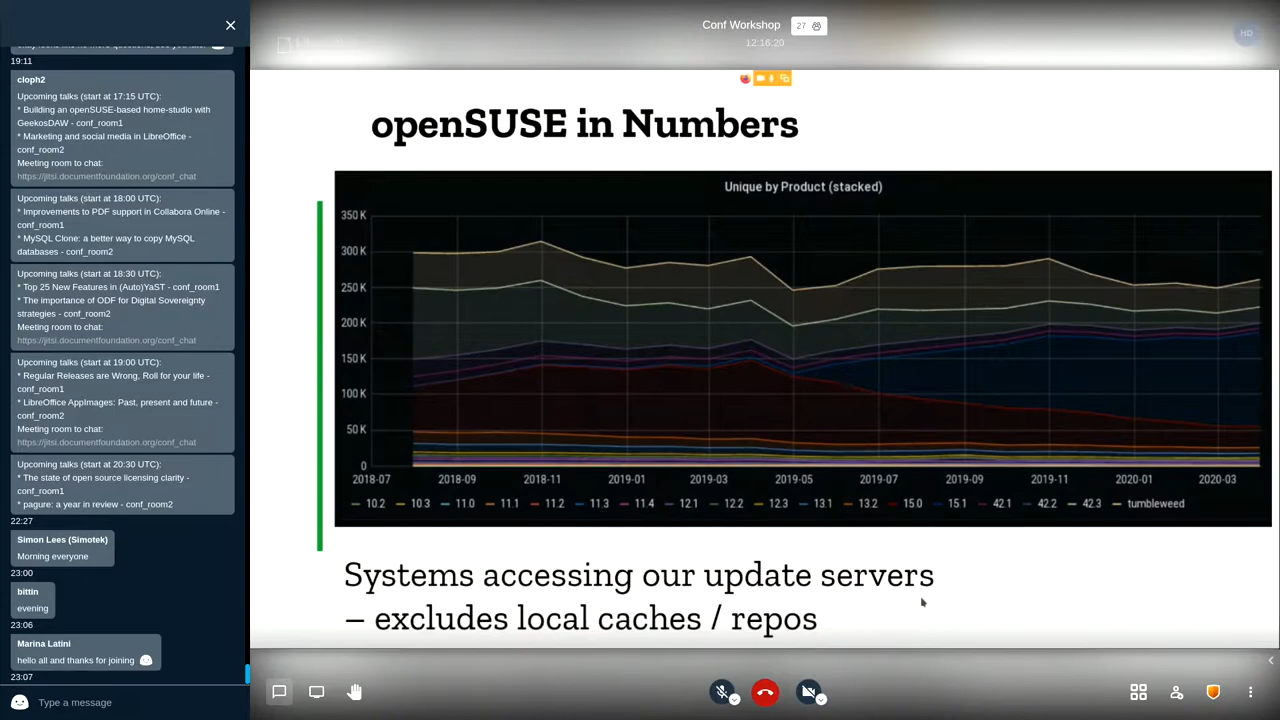 19:11
cloph2
Upcoming talks (start at 17:15 UTC):
* Building an openSUSE-based home-studio with
GeekosDAW - conf_room1
* Marketing and social media in LibreOffice -
conf_room2
Meeting room to chat:
https://jitsi.documentfoundation.org/conf_chat
Upcoming talks (start at 18:00 UTC):
* Improvements to PDF support in Collabora Online -
conf_room1
* MySQL Clone: a better way to copy MySQL
databases - conf_room2
Upcoming talks (start at 18:30 UTC):
* Top 25 New Features in (Auto)YaST - conf_room1
* The importance of ODF for Digital Sovereignty
strategies - conf_room2
Meeting room to chat:
https://jitsi.documentfoundation.org/conf_chat
Upcoming talks (start at 19:00 UTC):
* Regular Releases are Wrong, Roll for your life -
conf_room1
* LibreOffice AppImages: Past, present and future -
conf_room2
Meeting room to chat:
https://jitsi.documentfoundation.org/conf_chat
Upcoming talks (start at 20:30 UTC):
* The state of open source licensing clarity -
conf_room1
* pagure: a year in review - conf_room2
22:27
Simon Lees (Simotek)
Morning everyone
23:00
bittin
evening
23:06
Marina Latini
hello all and thanks for joining
23:07
Type a message
Conf Workshop 27
12:16:20
HD
openSUSE in Numbers
Unique by Product (stacked)
350 K
300 K
250 K
200 K
150 K
100 K
50 K
0
2018-07 2018-09 2018-11 2019-01 2019-03 2019-05 2019-07 2019-09 2019-11 2020-01 2020-03
10.2 10.3 11.0 11.1 11.2 11.3 11.4 12.1 12.2 12.3 13.1 13.2 15.0 15.1 42.1 42.2 42.3 tumbleweed
Systems accessing our update servers
– excludes local caches / repos